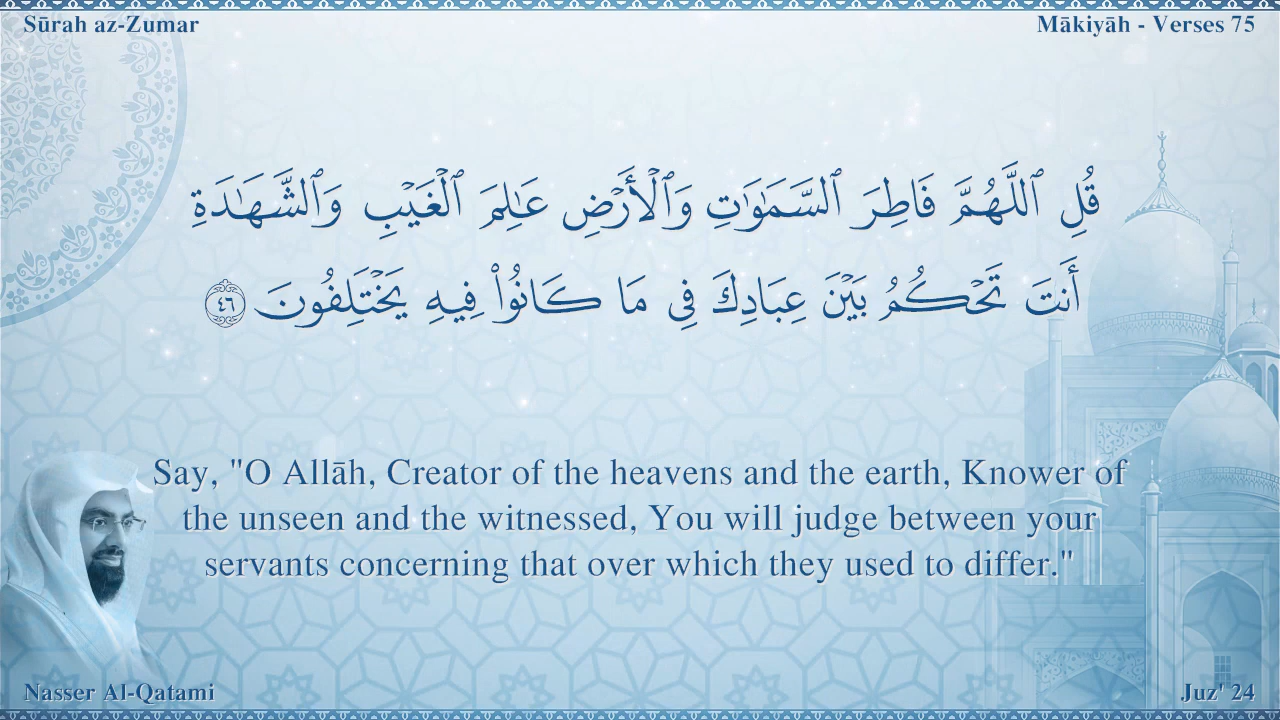 Sūrah az-Zumar
Mākiyāh - Verses 75
قُلِ ٱللَّهُمَّ فَاطِرَ ٱلسَّمَـٰوَٰتِ وَٱلْأَرْضِ عَـٰلِمَ ٱلْغَيْبِ وَٱلشَّهَـٰدَةِ
أَنتَ تَحْكُمُ بَيْنَ عِبَادِكَ فِى مَا كَانُوا۟ فِيهِ يَخْتَلِفُونَ ٤٦
Say, "O Allāh, Creator of the heavens and the earth, Knower of
the unseen and the witnessed, You will judge between your
servants concerning that over which they used to differ."
Nasser Al-Qatami
Juz' 24